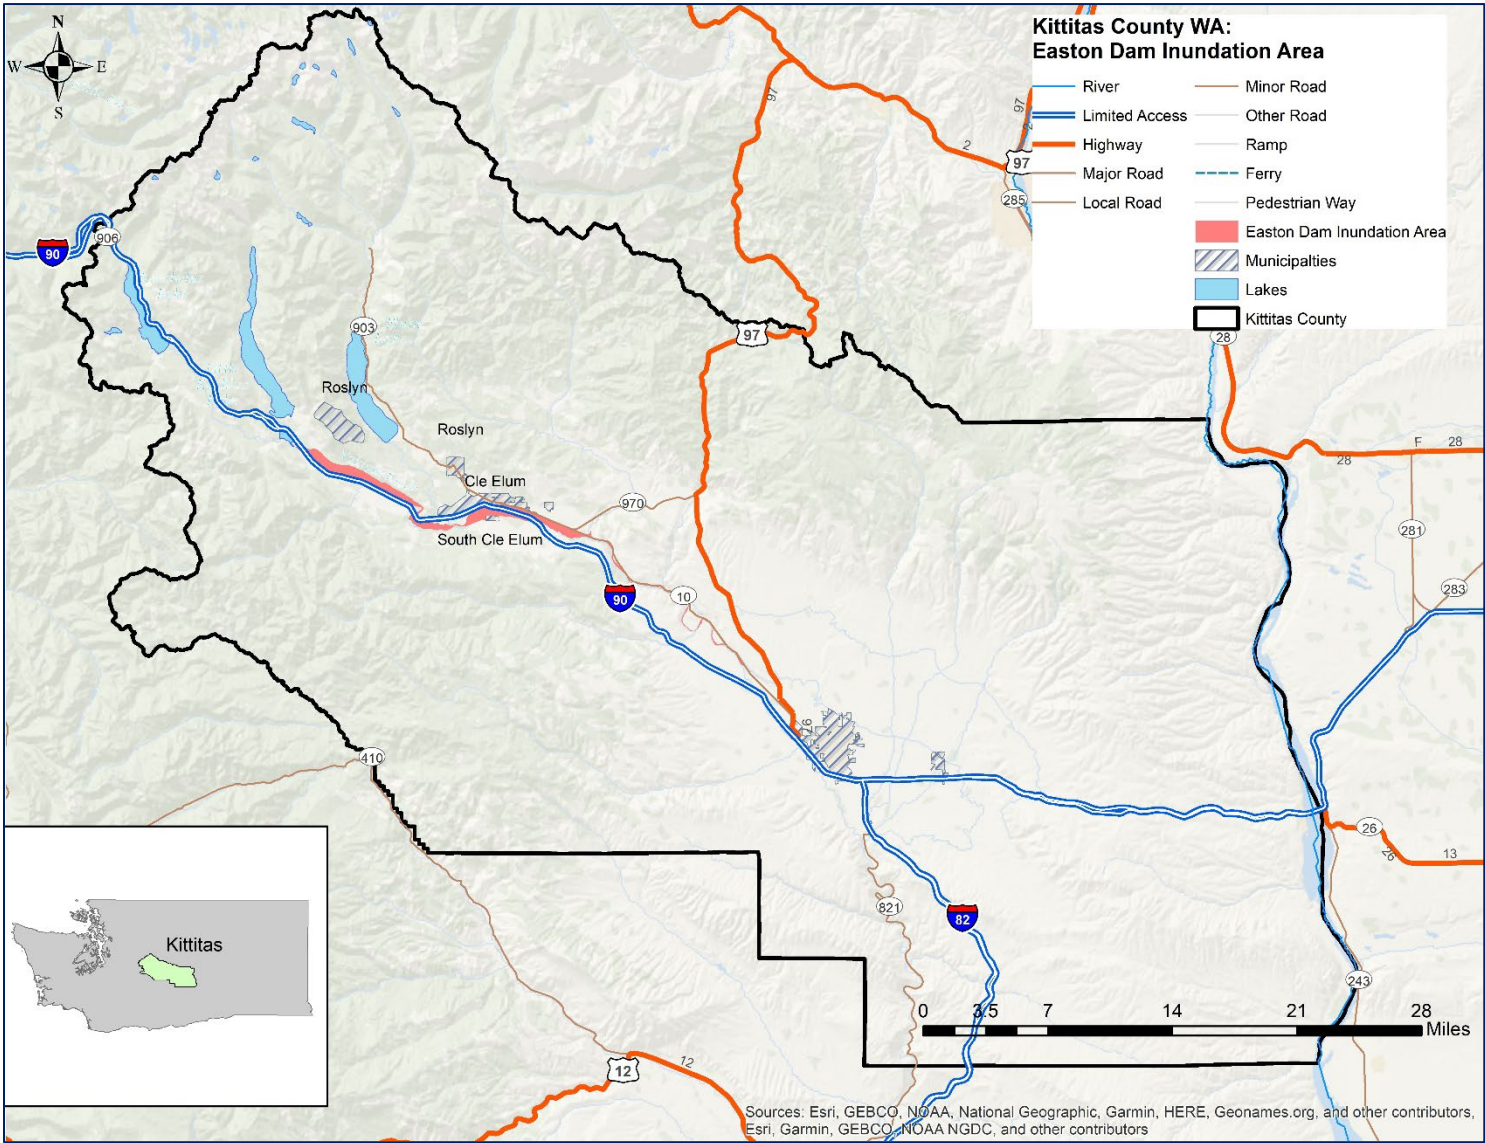 N
W
E
S
Kittitas County WA:
Easton Dam Inundation Area
River
Minor Road
Limited Access
Other Road
Highway
Ramp
Major Road
Ferry
Local Road
Pedestrian Way
Easton Dam Inundation Area
Municipalties
Lakes
Kittitas County
97
97
2
2
97
285
90
906
903
97
28
Roslyn
Roslyn
Cle Elum
South Cle Elum
970
F
28
28
281
283
90
10
97
410
26
26
13
821
82
243
Kittitas
0
3.5
7
14
21
28
Miles
12
12
Sources: Esri, GEBCO, NOAA, National Geographic, Garmin, HERE, Geonames.org, and other contributors,
Esri, Garmin, GEBCO, NOAA NGDC, and other contributors